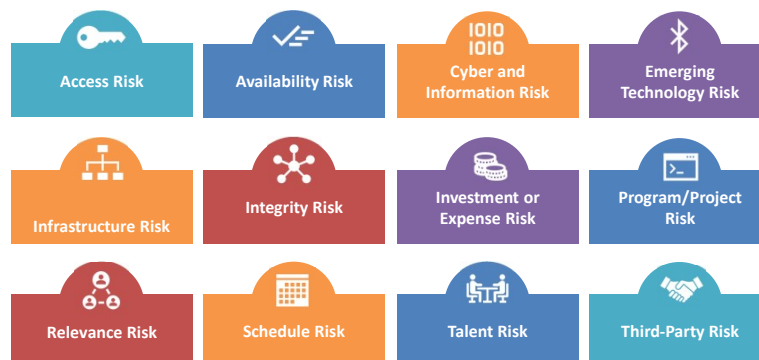 1010
1010
Access Risk
Availability Risk
Cyber and
Information Risk
Emerging
Technology Risk
Infrastructure Risk
Integrity Risk
Investment or
Expense Risk
>_
Program/Project
Risk
Relevance Risk
Schedule Risk
Talent Risk
Third-Party Risk